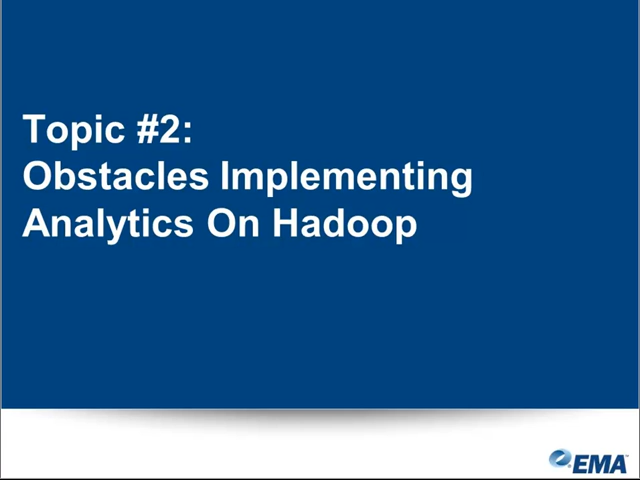 Topic #2:
Obstacles Implementing
Analytics On Hadoop
EMA